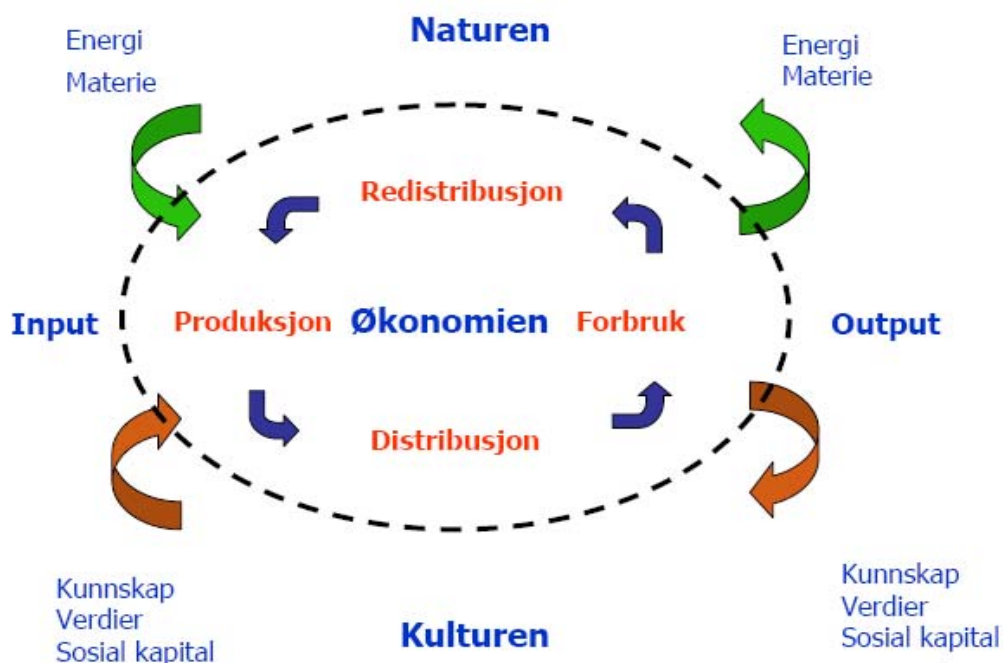 Naturen
Energi
Materie
Energi
Materie
Redistribusjon
Input
Produksjon
Økonomien
Forbruk
Output
Distribusjon
Kunnskap
Verdier
Sosial kapital
Kulturen
Kunnskap
Verdier
Sosial kapital